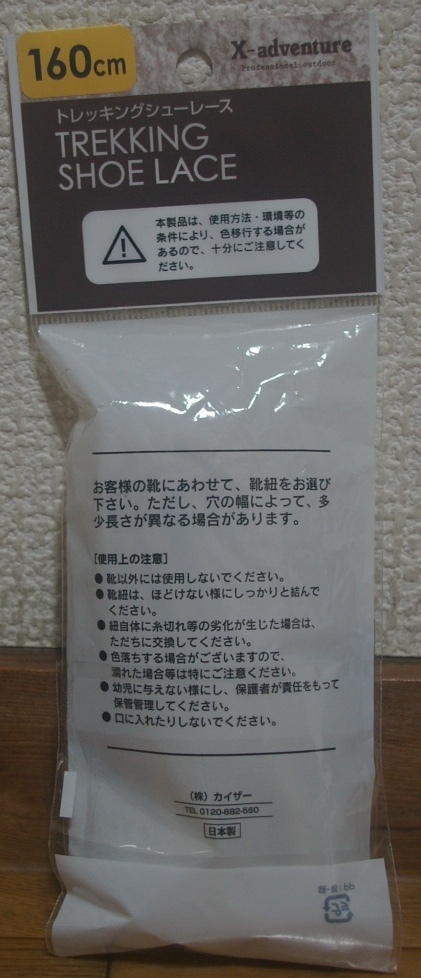 160cm
X-adventure
Professional outdoor
トレッキングシューレース
TREKKING
SHOE LACE
本製品は、使用方法・環境等の
条件により、色移行する場合が
あるので、十分にご注意してく
ださい。
お客様の靴にあわせて、靴紐をお選び
下さい。ただし、穴の幅によって、多
少長さが異なる場合があります。
[使用上の注意]
●靴以外には使用しないでください。
●靴紐は、ほどけない様にしっかりと結んで
ください。
●紐自体に糸切れ等の劣化が生じた場合は、
ただちに交換してください。
●色落ちする場合がございますので、
濡れた場合等は特にご注意ください。
●幼児に与えない様にし、保護者が責任をもって
保管管理してください。
●口に入れたりしないでください。
(株) カイザー
TEL 0120-882-560
日本製